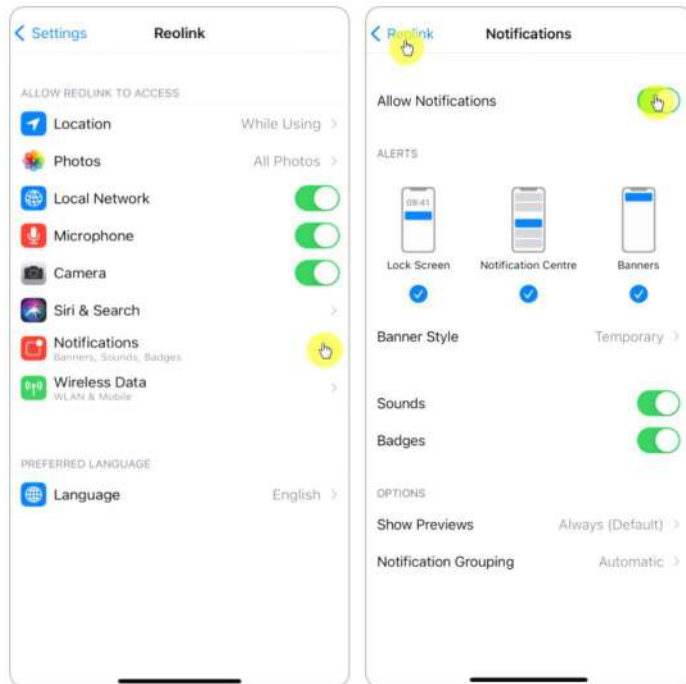 Settings
Reolink
ALLOW REOLINK TO ACCESS
Location While Using
Photos All Photos
Local Network
Microphone
Camera
Siri & Search
Notifications
Banners, Sounds, Badges
Wireless Data
WLAN & Mobile
PREFERRED LANGUAGE
Language English
Reolink
Notifications
Allow Notifications
ALERTS
09:41
Lock Screen Notification Centre Banners
Banner Style Temporary
Sounds
Badges
OPTIONS
Show Previews Always (Default)
Notification Grouping Automatic